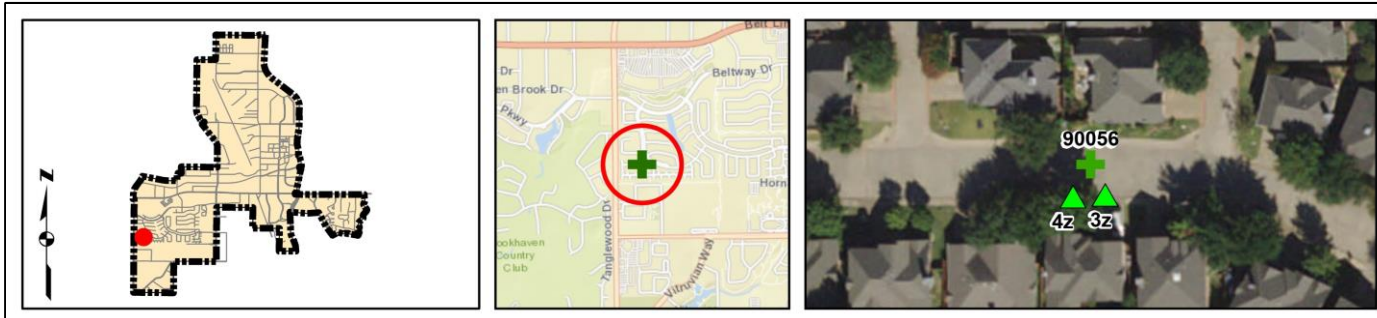 Z
Belt Lin
Dr
Beltway Dr
en Brook Dr
Pkwy
Horn
Tanglewood Dr
ookhaven
Country
Club
Vitruvian Way
90056
4z
3z